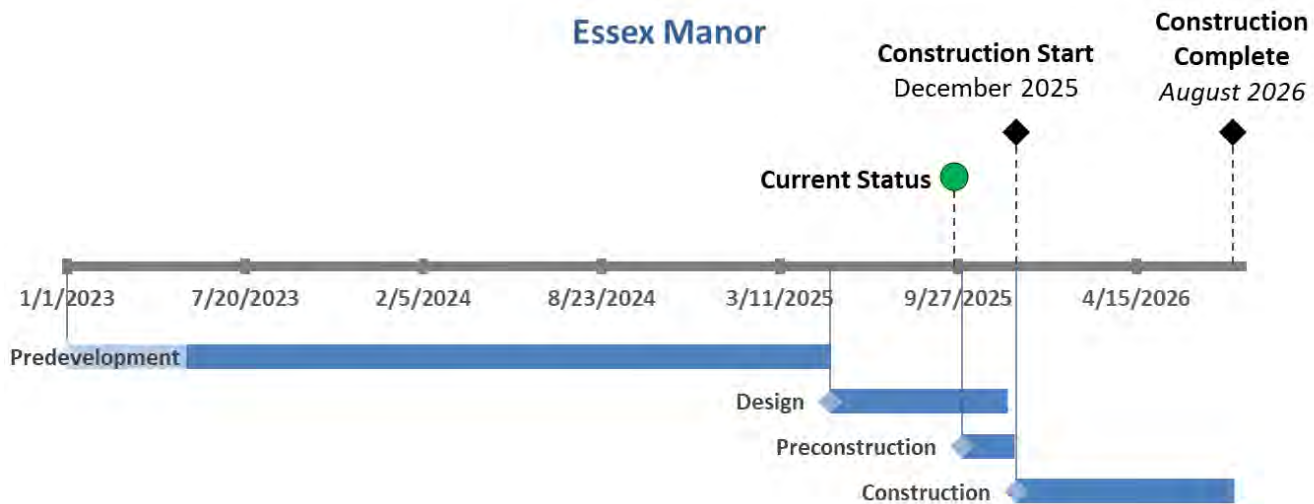 Essex Manor
Construction Start
December 2025
Construction
Complete
August 2026
Current Status
1/1/2023 7/20/2023 2/5/2024 8/23/2024 3/11/2025 9/27/2025 4/15/2026
Predevelopment
Design
Preconstruction
Construction